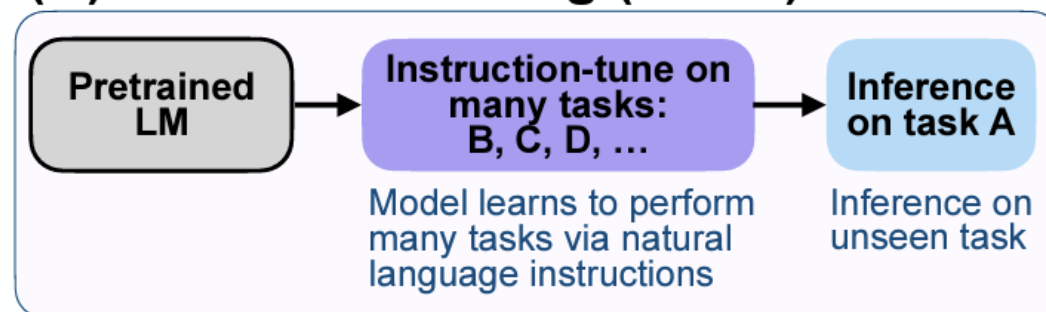 Pretrained
LM
Instruction-tune on
many tasks:
B, C, D, …
Inference
on task A
Model learns to perform
many tasks via natural
language instructions
Inference on
unseen task